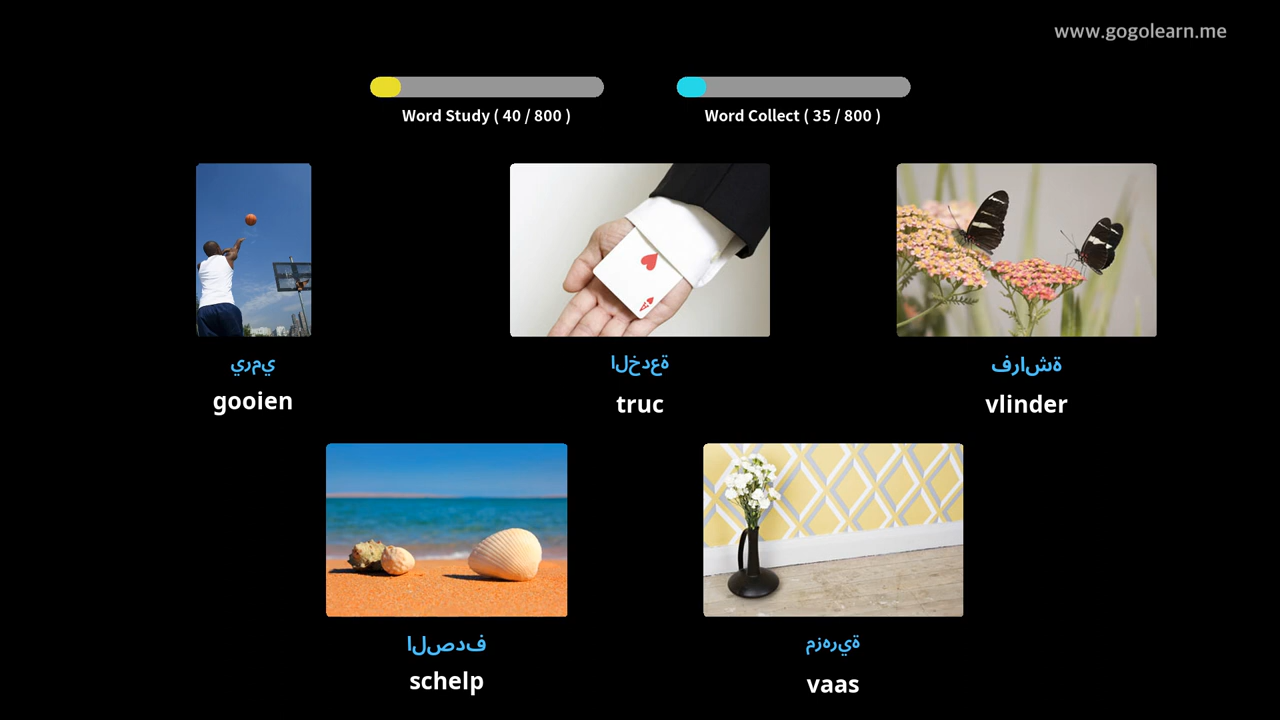 www.gogolearn.me
Word Study ( 40 / 800 )
Word Collect ( 35 / 800 )
يرمي
gooien
الخدعة
truc
فراشة
vlinder
الصدف
schelp
مزهرية
vaas